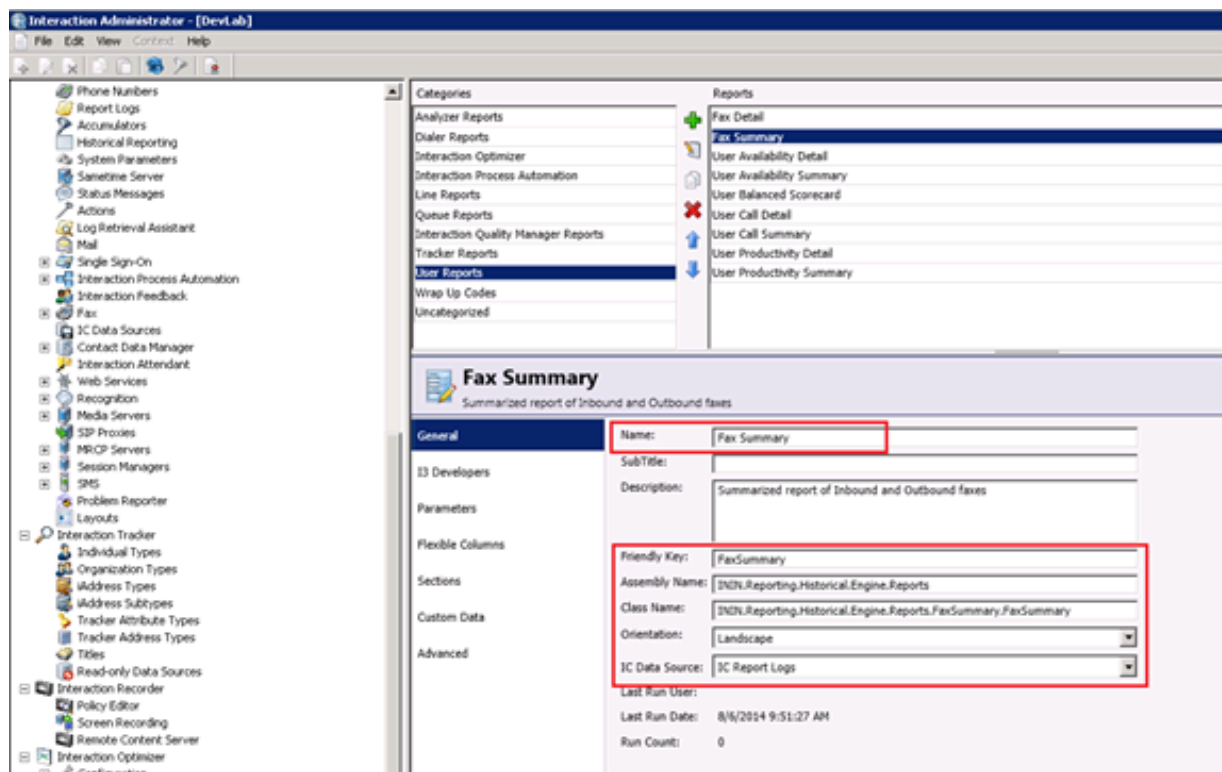 Interaction Administrator - [DevLab]
File Edit View Context Help
Phone Numbers
Report Logs
Accumulators
Historical Reporting
System Parameters
Sametime Server
Status Messages
Actions
Log Retrieval Assistant
Mail
Single Sign-On
Interaction Process Automation
Interaction Feedback
Fax
IC Data Sources
Contact Data Manager
Interaction Attendant
Web Services
Recognition
Media Servers
SIP Proxies
MRCP Servers
Session Managers
SMS
Problem Reporter
Layouts
Interaction Tracker
Individual Types
Organization Types
iAddress Types
iAddress Subtypes
Tracker Attribute Types
Tracker Address Types
Titles
Read-only Data Sources
Interaction Recorder
Policy Editor
Screen Recording
Remote Content Server
Interaction Optimizer
Configuration
Categories
Analyzer Reports
Dialer Reports
Interaction Optimizer
Interaction Process Automation
Line Reports
Queue Reports
Interaction Quality Manager Reports
Tracker Reports
User Reports
Wrap Up Codes
Uncategorized
Reports
Fax Detail
Fax Summary
User Availability Detail
User Availability Summary
User Balanced Scorecard
User Call Detail
User Call Summary
User Productivity Detail
User Productivity Summary
Fax Summary
Summarized report of Inbound and Outbound faxes
General
I3 Developers
Parameters
Flexible Columns
Sections
Custom Data
Advanced
Name: Fax Summary
SubTitle:
Description: Summarized report of Inbound and Outbound faxes
Friendly Key: FaxSummary
Assembly Name: ININ.Reporting.Historical.Engine.Reports
Class Name: ININ.Reporting.Historical.Engine.Reports.FaxSummary.FaxSummary
Orientation: Landscape
IC Data Source: IC Report Logs
Last Run User:
Last Run Date: 8/6/2014 9:51:27 AM
Run Count: 0